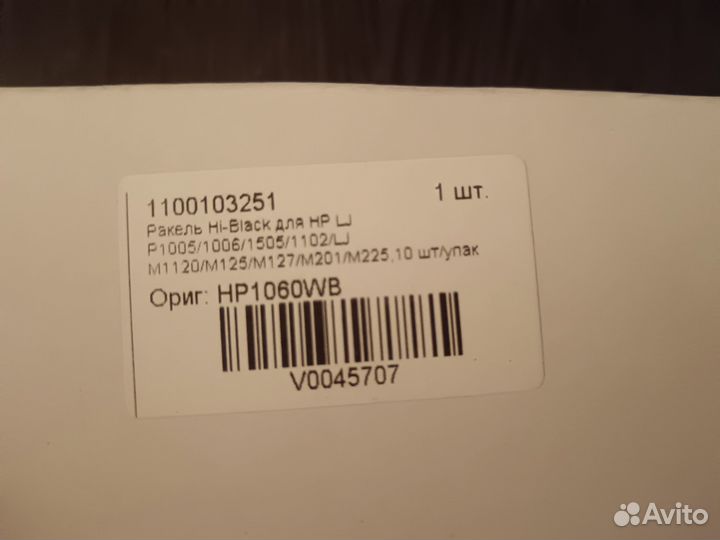 1100103251 1 шт.
Ракель Hi-Black для HP LJ
P1005/1006/1505/1102/LJ
M1120/M125/M127/M201/M225,10 шт/упак
Ориг: HP1060WB
V0045707
Avito